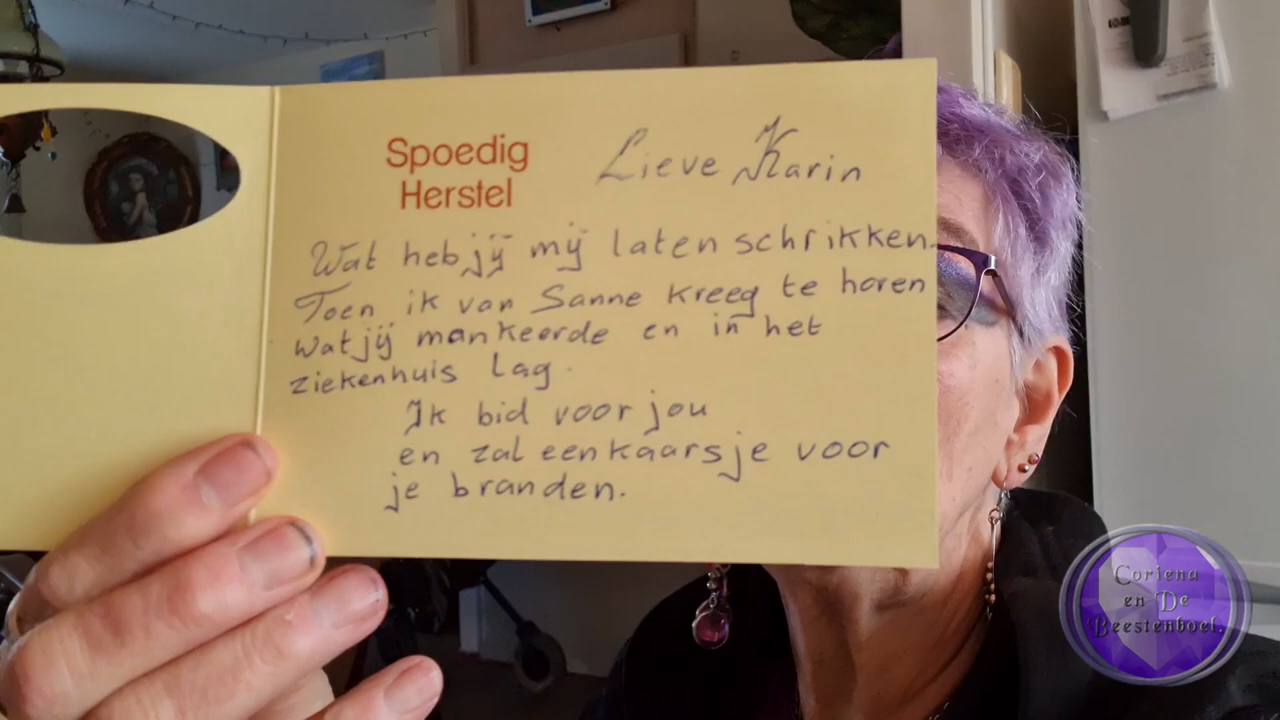 Spoedig
Herstel
Lieve Karin
Wat heb jij mij laten schrikken.
Toen ik van Sanne kreeg te horen
wat jij mankeerde en in het
ziekenhuis lag.
Ik bid voor jou
en zal een kaarsje voor
je branden.
Coriena
en De
Beestenboel.